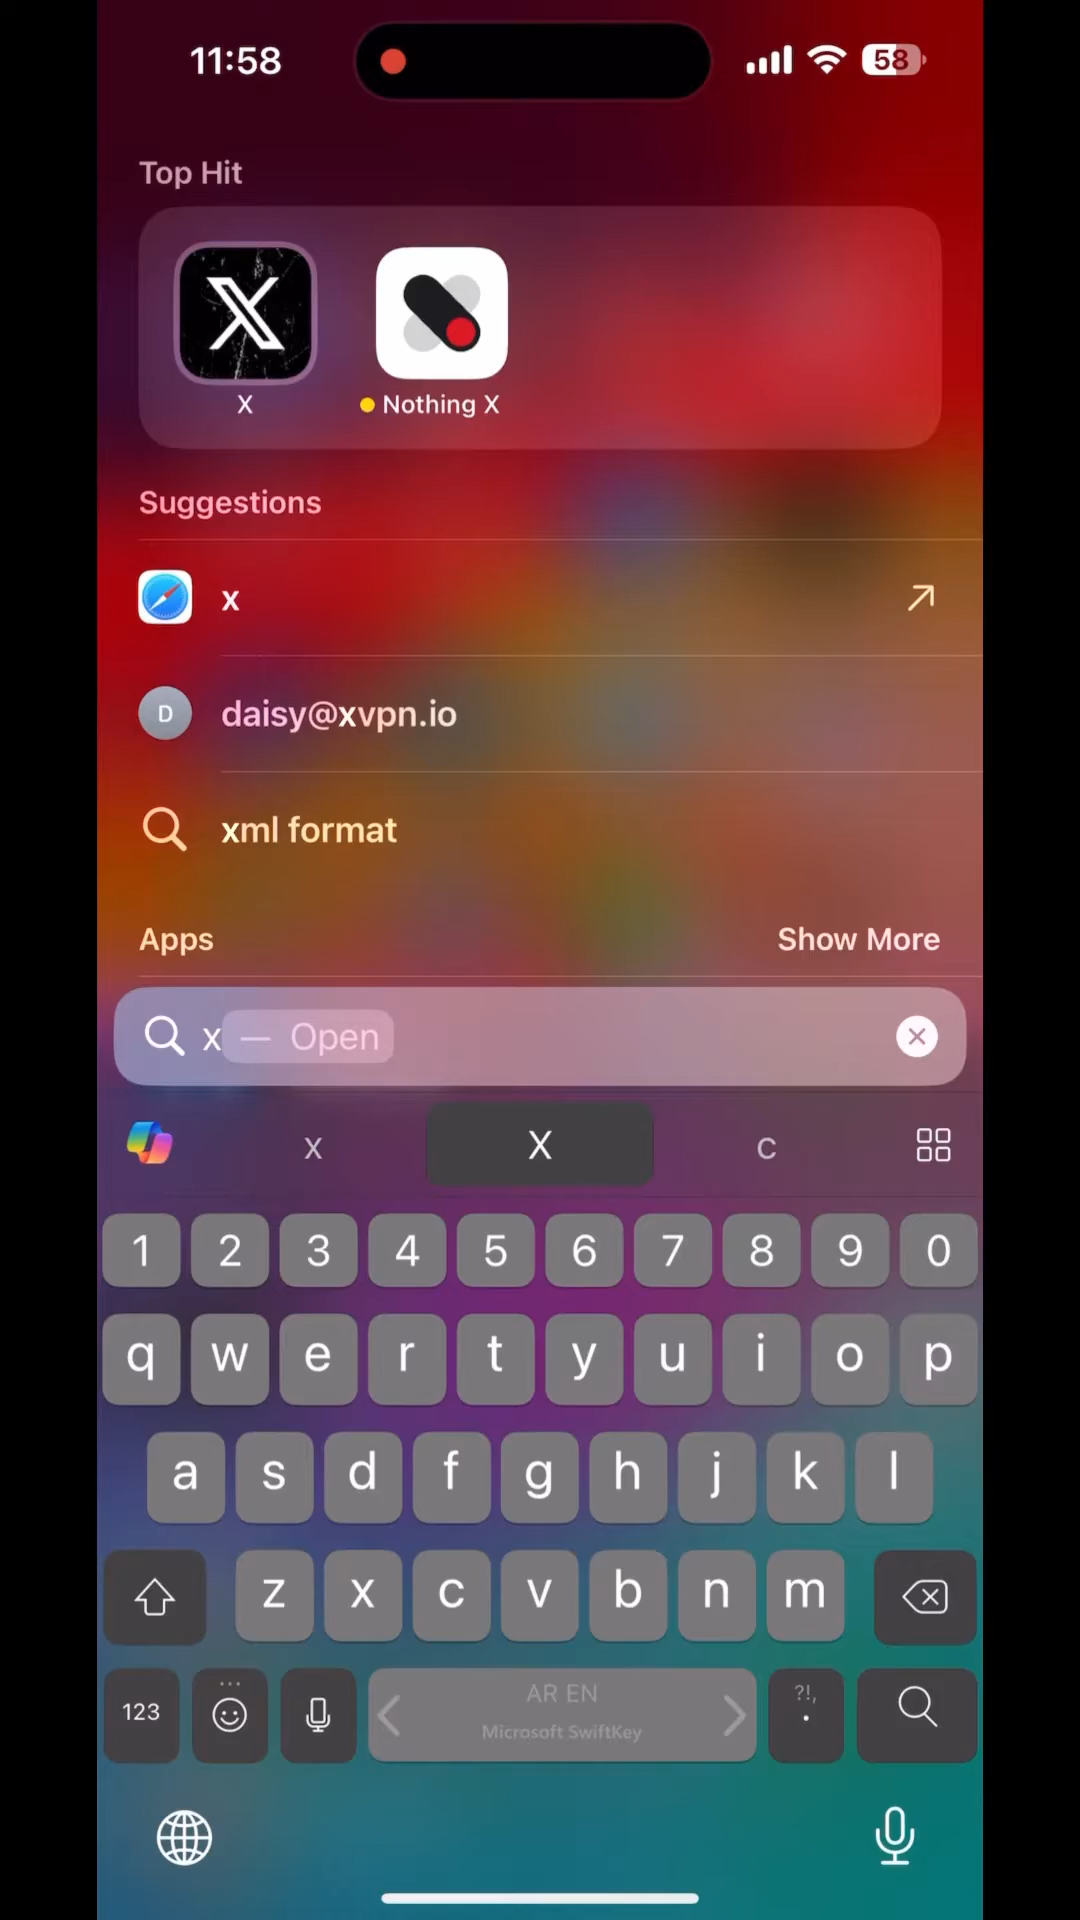 11:58
58
Top Hit
X
Nothing X
Suggestions
x
D
daisy@xvpn.io
xml format
Apps
Show More
x — Open
x
X
c
1 2 3 4 5 6 7 8 9 0
q w e r t y u i o p
a s d f g h j k l
z x c v b n m
123
AR EN
Microsoft SwiftKey
?!,
.